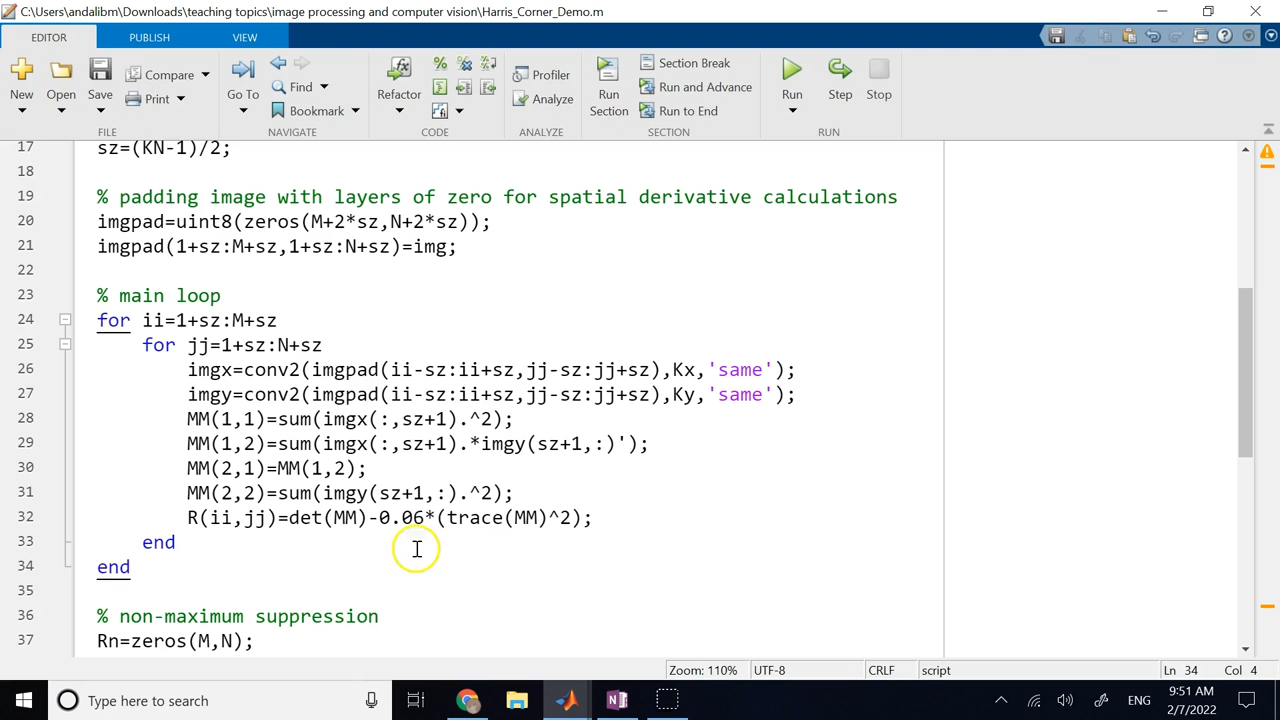 C:\Users\andalibm\Downloads\teaching topics\image processing and computer vision\Harris_Corner_Demo.m
EDITOR PUBLISH VIEW
New Open Save Compare Print Go To Find Bookmark Refactor Profiler Analyze Run Section Section Break Run and Advance Run to End Run Step Stop
FILE NAVIGATE CODE ANALYZE SECTION RUN
17 sz=(KN-1)/2;
18
19 % padding image with layers of zero for spatial derivative calculations
20 imgpad=uint8(zeros(M+2*sz,N+2*sz));
21 imgpad(1+sz:M+sz,1+sz:N+sz)=img;
22
23 % main loop
24 for ii=1+sz:M+sz
25 for jj=1+sz:N+sz
26 imgx=conv2(imgpad(ii-sz:ii+sz,jj-sz:jj+sz),Kx,'same');
27 imgy=conv2(imgpad(ii-sz:ii+sz,jj-sz:jj+sz),Ky,'same');
28 MM(1,1)=sum(imgx(:,sz+1).^2);
29 MM(1,2)=sum(imgx(:,sz+1).*imgy(sz+1,:)');
30 MM(2,1)=MM(1,2);
31 MM(2,2)=sum(imgy(sz+1,:).^2);
32 R(ii,jj)=det(MM)-0.06*(trace(MM)^2);
33 end
34 end
35
36 % non-maximum suppression
37 Rn=zeros(M,N);
Zoom: 110% UTF-8 CRLF script Ln 34 Col 4
Type here to search ENG 9:51 AM
2/7/2022